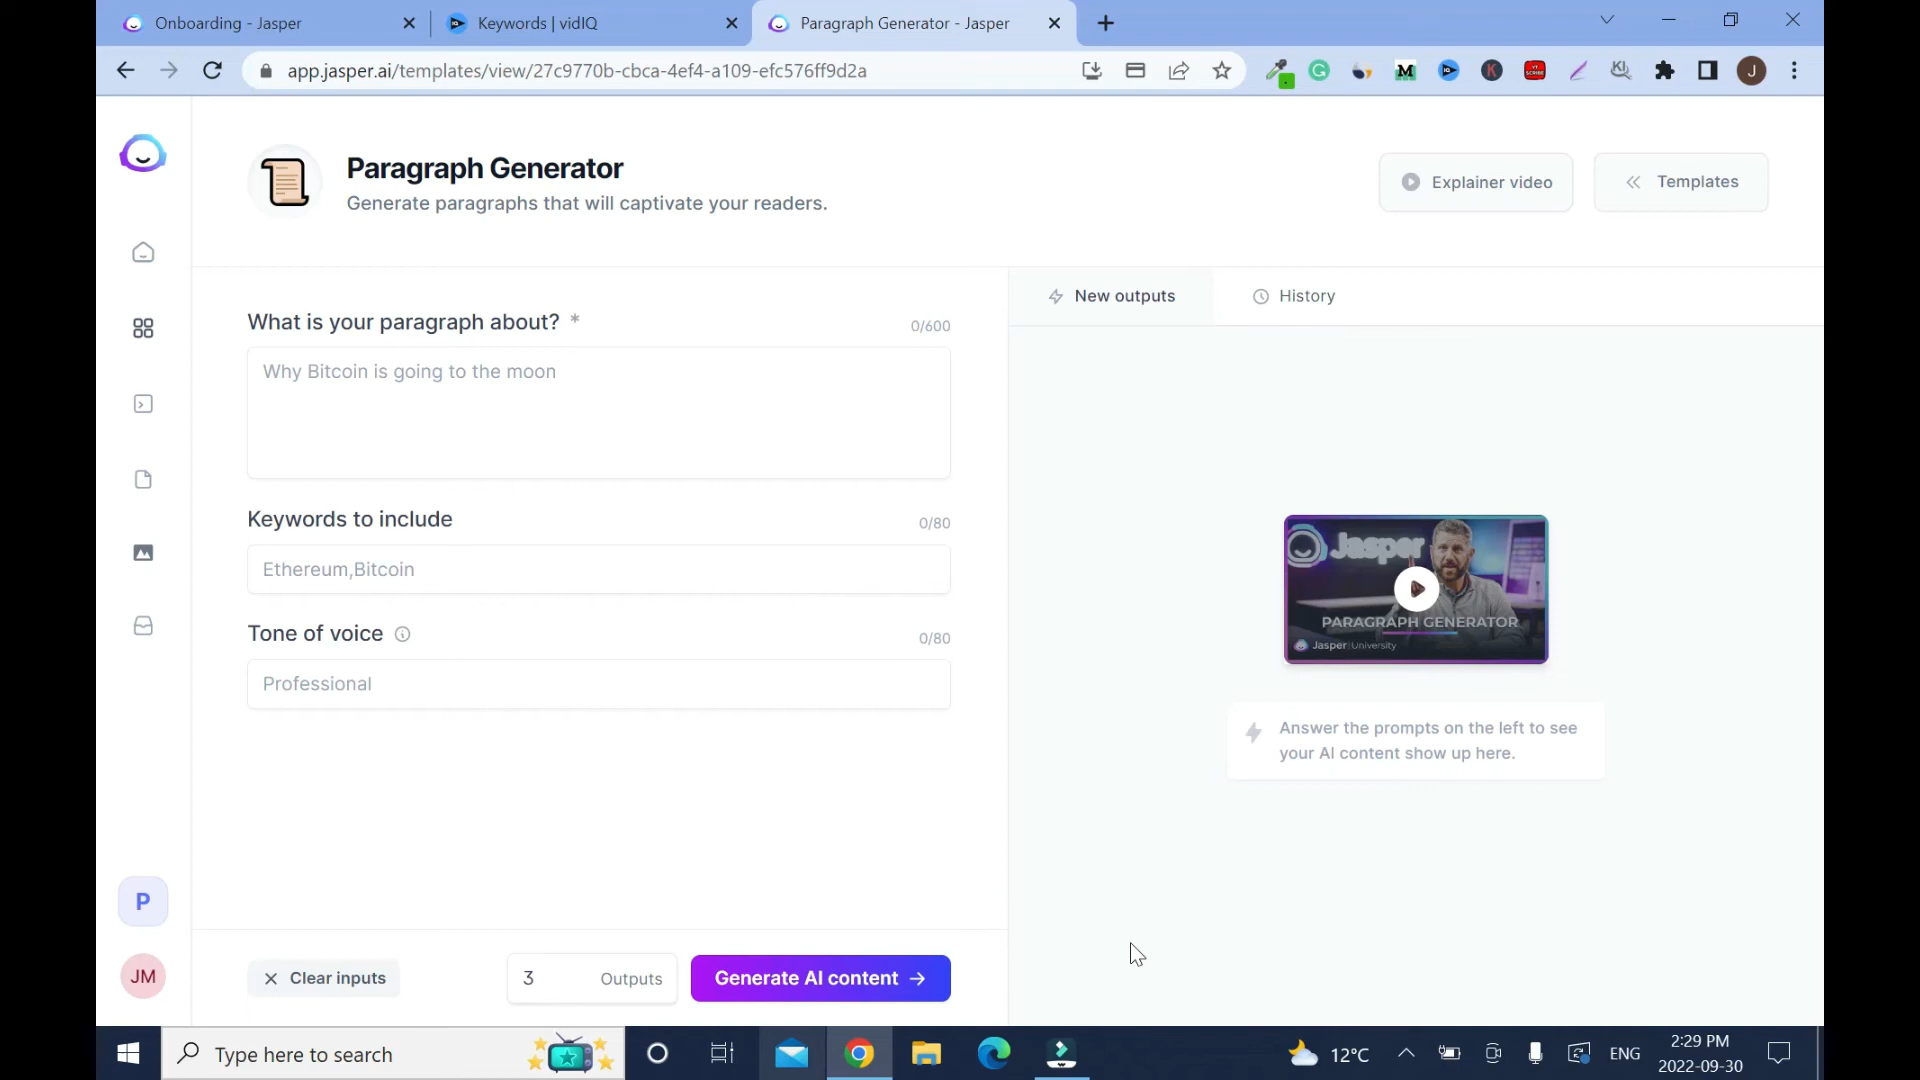 Onboarding - Jasper
Keywords | vidIQ
Paragraph Generator - Jasper
app.jasper.ai/templates/view/27c9770b-cbca-4ef4-a109-efc576ff9d2a
J
Paragraph Generator
Generate paragraphs that will captivate your readers.
Explainer video
Templates
New outputs
History
What is your paragraph about? *
0/600
Why Bitcoin is going to the moon
Keywords to include
0/80
Ethereum,Bitcoin
Tone of voice
0/80
Professional
Jasper
PARAGRAPH GENERATOR
Jasper|University
Answer the prompts on the left to see
your AI content show up here.
P
JM
Clear inputs
3
Outputs
Generate AI content
Type here to search
12°C
ENG
2:29 PM
2022-09-30